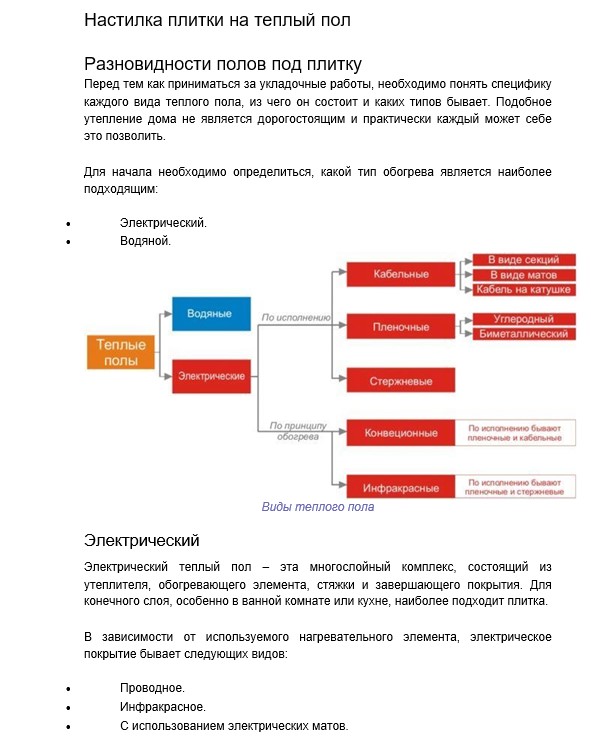 Настилка плитки на теплый пол
Разновидности полов под плитку
Перед тем как приниматься за укладочные работы, необходимо понять специфику
каждого вида теплого пола, из чего он состоит и каких типов бывает. Подобное
утепление дома не является дорогостоящим и практически каждый может себе
это позволить.
Для начала необходимо определиться, какой тип обогрева является наиболее
подходящим:
• Электрический.
• Водяной.
Теплые
полы
Водяные
Электрические
По исполнению
По принципу
обогрева
Кабельные
В виде секций
В виде матов
Кабель на катушке
Пленочные
Углеродный
Биметаллический
Стержневые
Конвеционные
По исполнению бывают
пленочные и кабельные
Инфракрасные
По исполнению бывают
пленочные и стержневые
Виды теплого пола
Электрический
Электрический теплый пол – эта многослойный комплекс, состоящий из
утеплителя, обогревающего элемента, стяжки и завершающего покрытия. Для
конечного слоя, особенно в ванной комнате или кухне, наиболее подходит плитка.
В зависимости от используемого нагревательного элемента, электрическое
покрытие бывает следующих видов:
• Проводное.
• Инфракрасное.
• С использованием электрических матов.